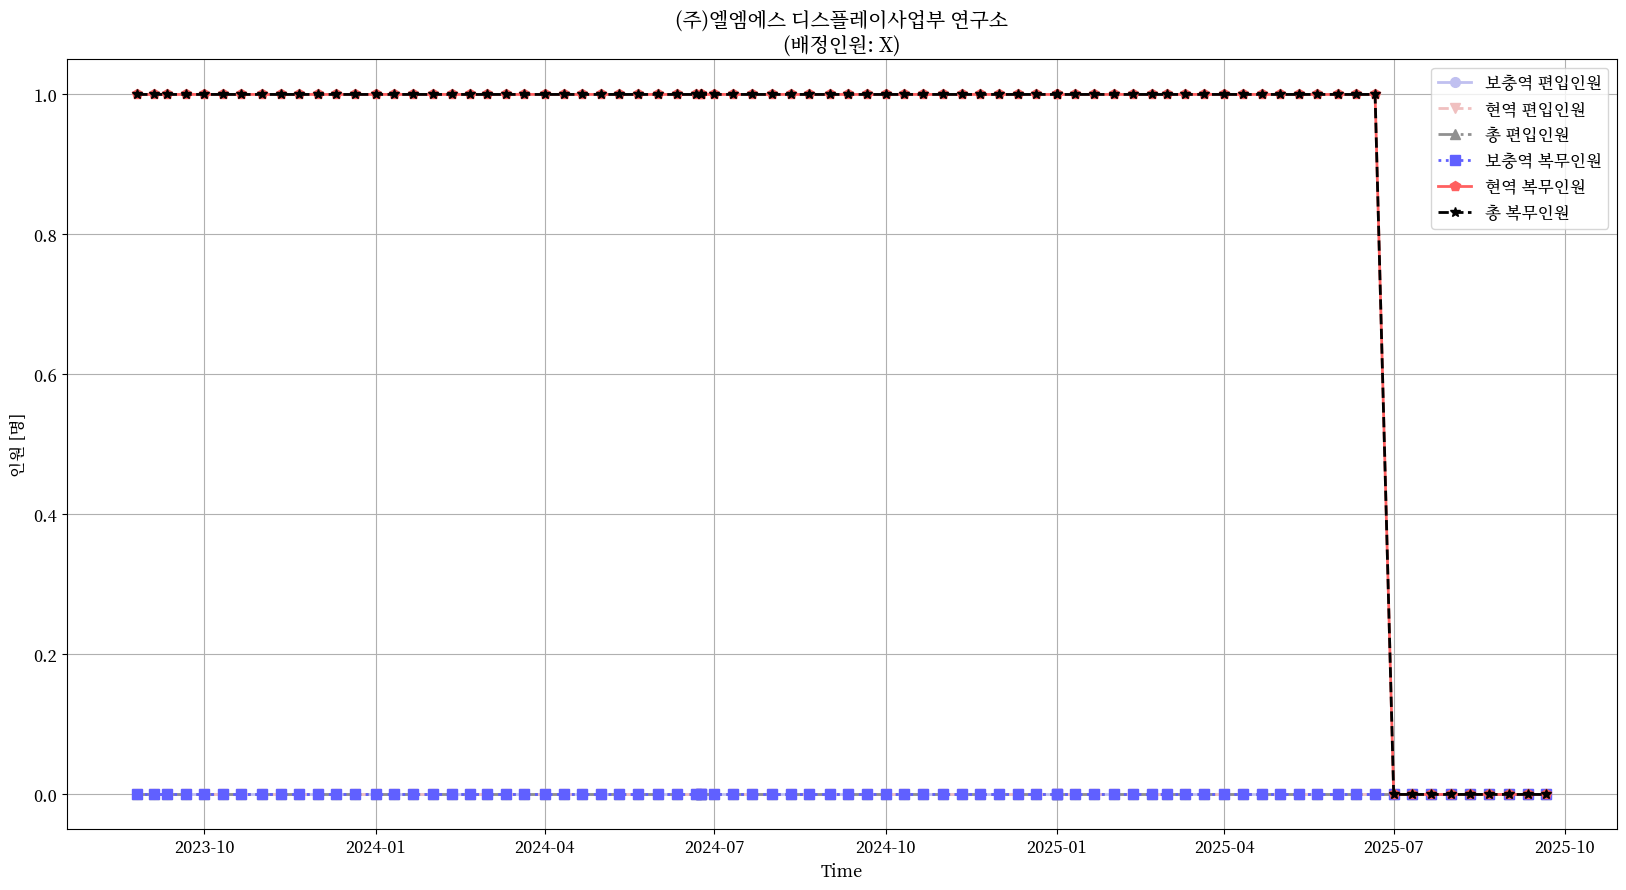 (주)엘엠에스 디스플레이사업부 연구소
(배정인원: X)
인원 [명]
1.0
0.8
0.6
0.4
0.2
0.0
보충역 편입인원
현역 편입인원
총 편입인원
보충역 복무인원
현역 복무인원
총 복무인원
2023-10
2024-01
2024-04
2024-07
2024-10
2025-01
2025-04
2025-07
2025-10
Time